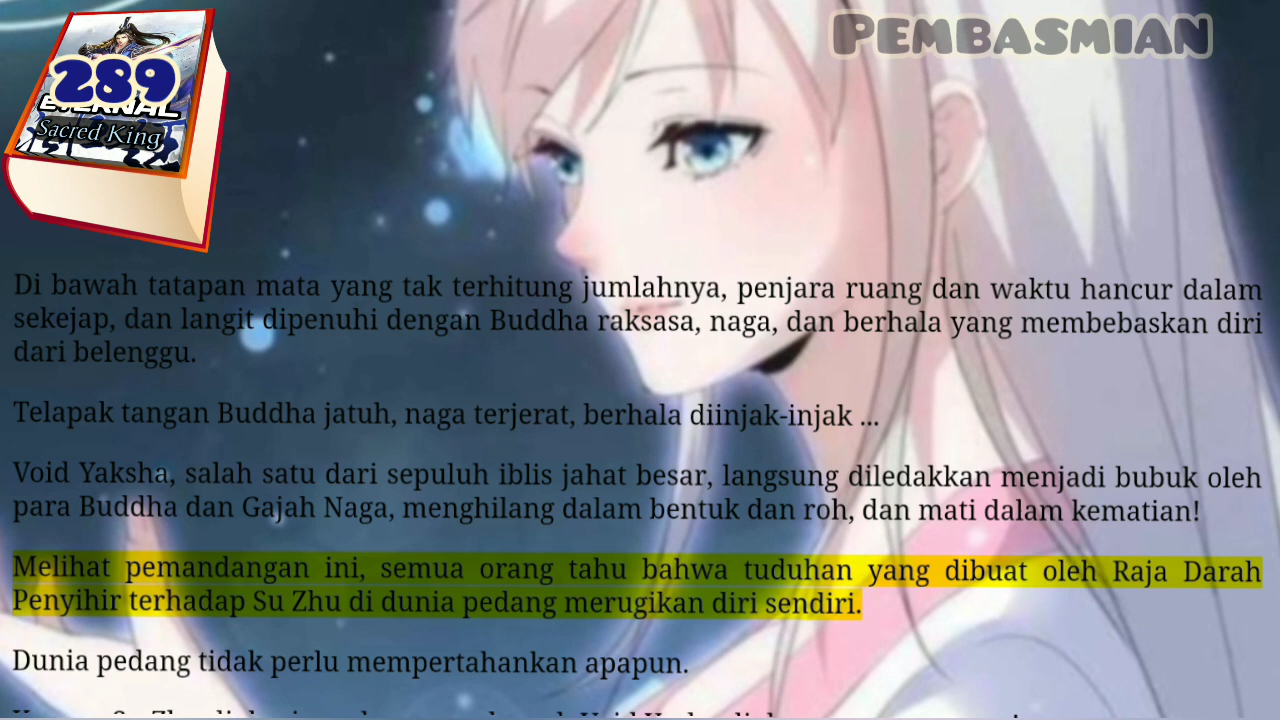 PEMBASMIAN
289
ETERNAL
Sacred King
Di bawah tatapan mata yang tak terhitung jumlahnya, penjara ruang dan waktu hancur dalam
sekejap, dan langit dipenuhi dengan Buddha raksasa, naga, dan berhala yang membebaskan diri
dari belenggu.
Telapak tangan Buddha jatuh, naga terjerat, berhala diinjak-injak ...
Void Yaksha, salah satu dari sepuluh iblis jahat besar, langsung diledakkan menjadi bubuk oleh
para Buddha dan Gajah Naga, menghilang dalam bentuk dan roh, dan mati dalam kematian!
Melihat pemandangan ini, semua orang tahu bahwa tuduhan yang dibuat oleh Raja Darah
Penyihir terhadap Su Zhu di dunia pedang merugikan diri sendiri.
Dunia pedang tidak perlu mempertahankan apapun.